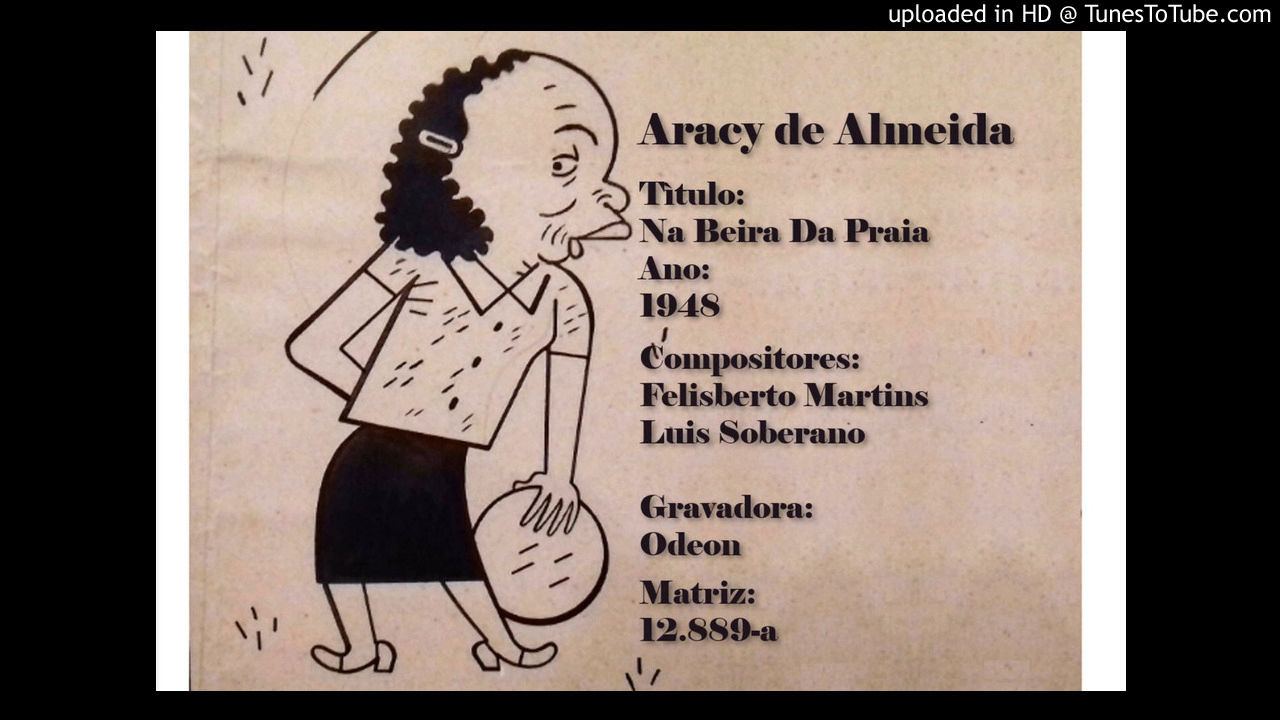 uploaded in HD @ TunesToTube.com
Aracy de Almeida
Titulo:
Na Beira Da Praia
Ano:
1948
Compositores:
Felisberto Martins
Luis Soberano
Gravadora:
Odeon
Matriz:
12.889-a